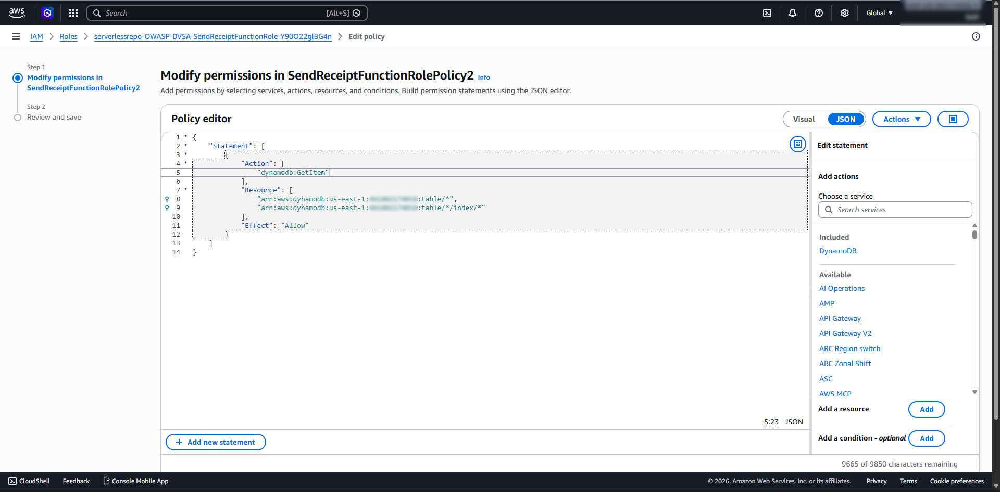 aws
Search
[Alt+S]
Global
IAM
Roles
serverlessrepo-OWASP-DVSA-SendReceiptFunctionRole-Y90O22glBG4n
Edit policy
Step 1
Modify permissions in
SendReceiptFunctionRolePolicy2
Step 2
Review and save
Modify permissions in SendReceiptFunctionRolePolicy2 Info
Add permissions by selecting services, actions, resources, and conditions. Build permission statements using the JSON editor.
Policy editor
Visual
JSON
Actions
1 {
2 "Statement": [
3 {
4 "Action": [
5 "dynamodb:GetItem"
6 ],
7 "Resource": [
8 "arn:aws:dynamodb:us-east-1: :table/*",
9 "arn:aws:dynamodb:us-east-1: :table/*/index/*"
10 ],
11 "Effect": "Allow"
12 }
13 ]
14 }
5:23 JSON
+ Add new statement
Edit statement
Add actions
Choose a service
Search services
Included
DynamoDB
Available
AI Operations
AMP
API Gateway
API Gateway V2
ARC Region switch
ARC Zonal Shift
ASC
AWS MCP
Add a resource
Add
Add a condition - optional
Add
9665 of 9850 characters remaining
CloudShell
Feedback
Console Mobile App
© 2026, Amazon Web Services, Inc. or its affiliates.
Privacy
Terms
Cookie preferences